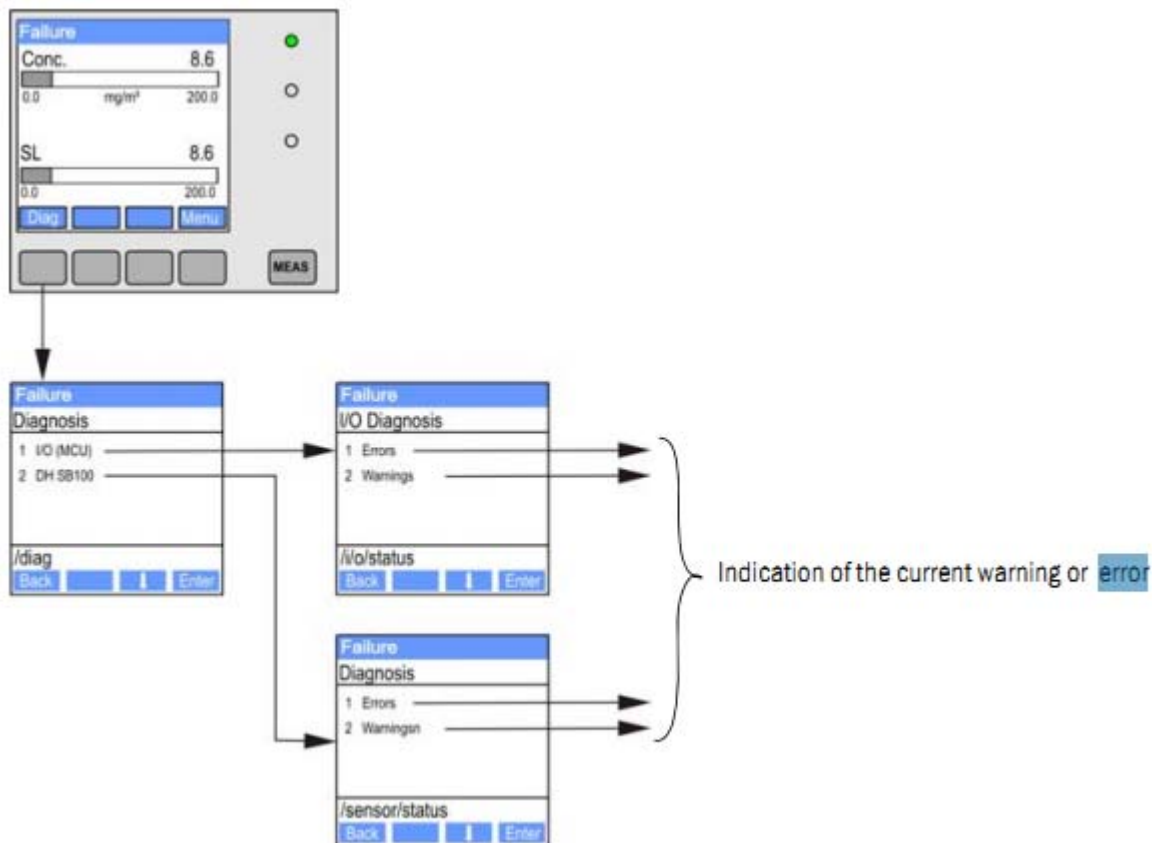 Failure
Conc. 8.6
0.0 mg/m³ 200.0
SL 8.6
0.0 200.0
Diag Menu
MEAS
Failure
Diagnosis
1 I/O (MCU)
2 DH SB100
/diag
Back Enter
Failure
I/O Diagnosis
1 Errors
2 Warnings
/i/o/status
Back Enter
Indication of the current warning or error
Failure
Diagnosis
1 Errors
2 Warningsn
/sensor/status
Back Enter